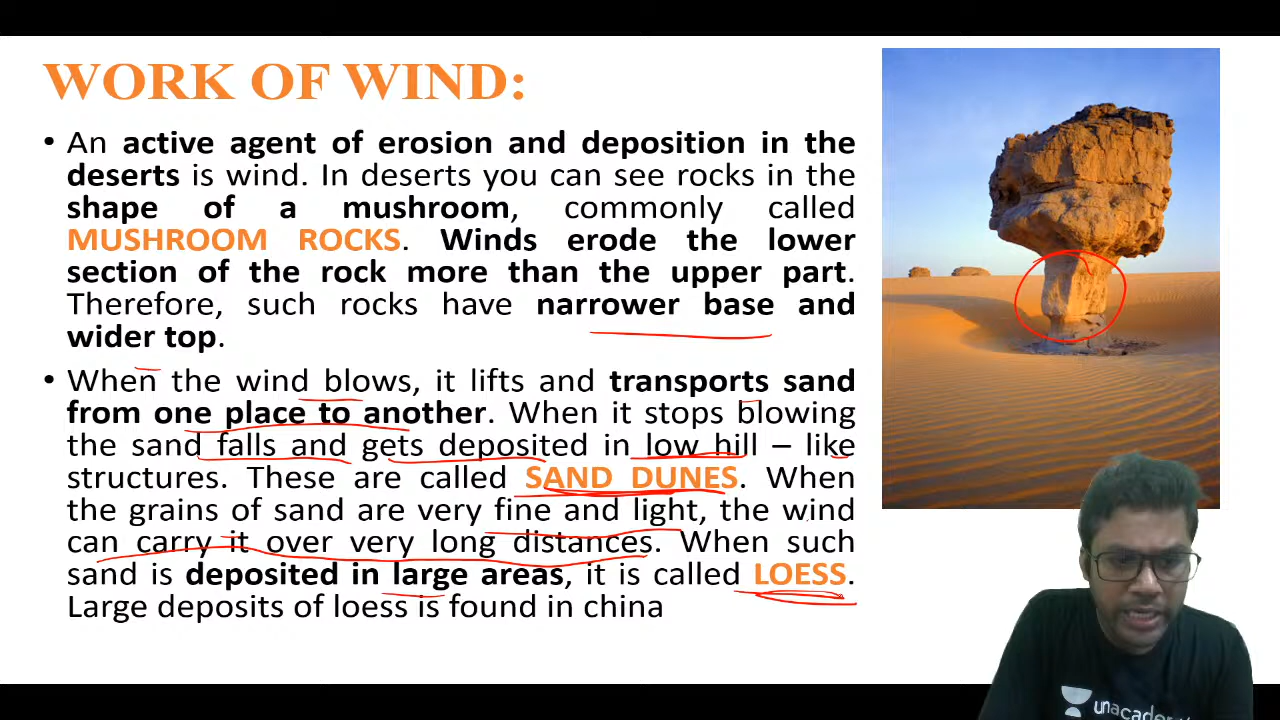 WORK OF WIND:
• An active agent of erosion and deposition in the
deserts is wind. In deserts you can see rocks in the
shape of a mushroom, commonly called
MUSHROOM ROCKS. Winds erode the lower
section of the rock more than the upper part.
Therefore, such rocks have narrower base and
wider top.
• When the wind blows, it lifts and transports sand
from one place to another. When it stops blowing
the sand falls and gets deposited in low hill – like
structures. These are called SAND DUNES. When
the grains of sand are very fine and light, the wind
can carry it over very long distances. When such
sand is deposited in large areas, it is called LOESS.
Large deposits of loess is found in china